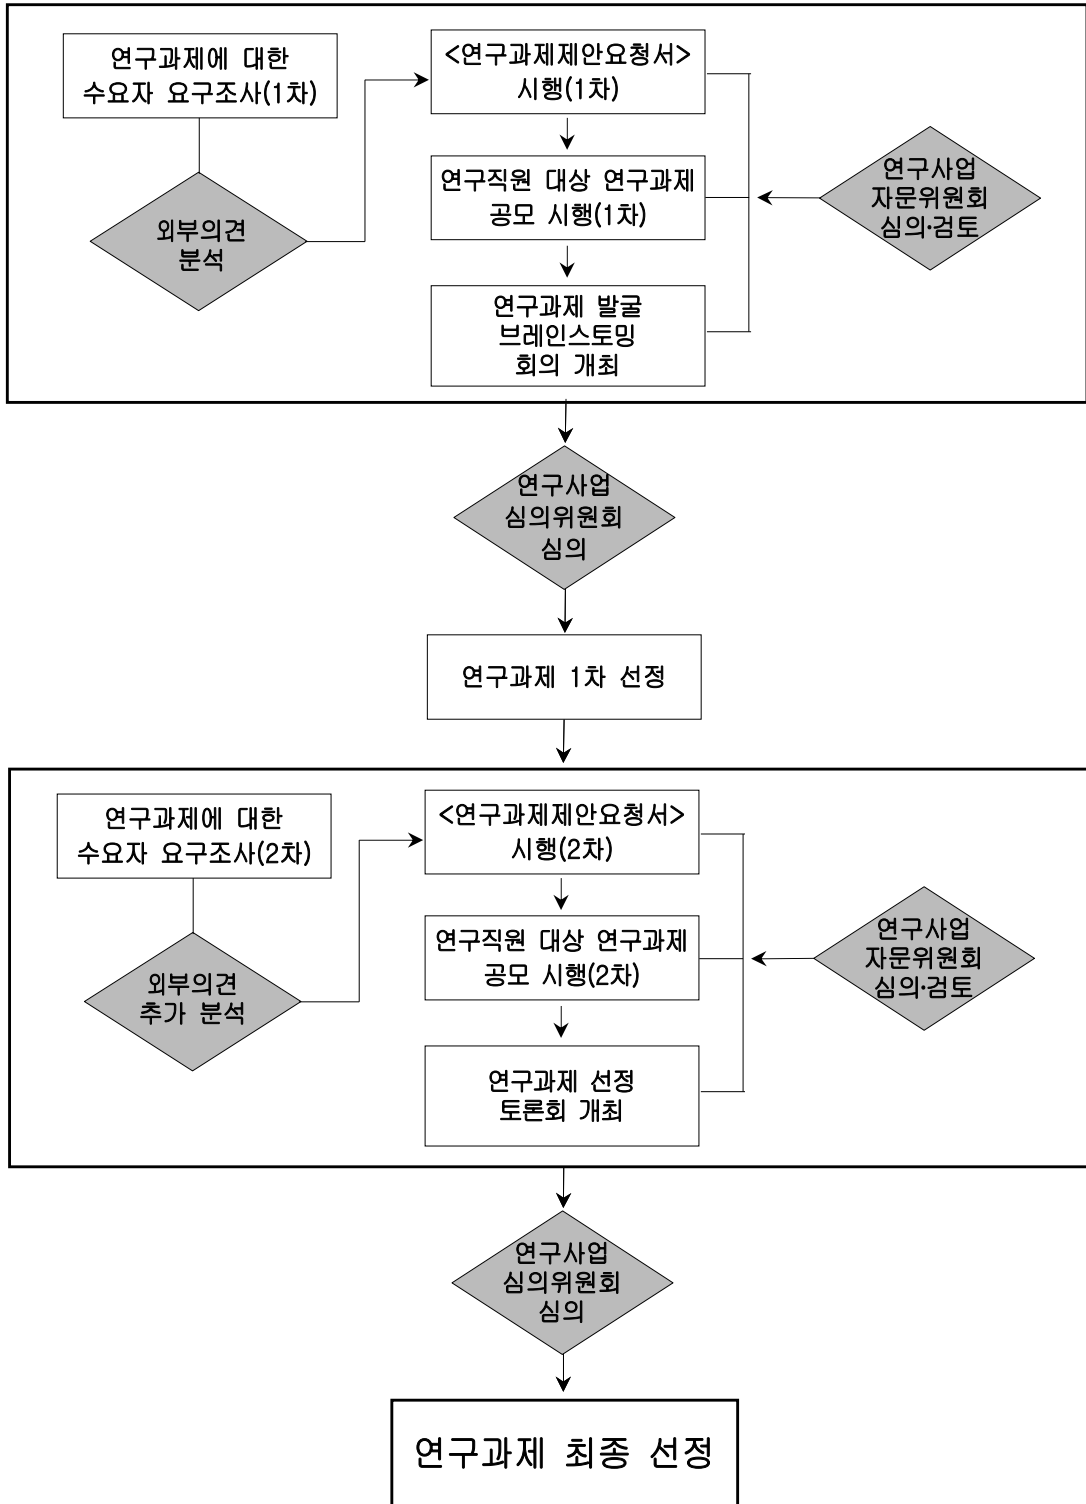 연구과제에 대한
수요자 요구조사(1차)
외부의견
분석
<연구과제제안요청서>
시행(1차)
연구직원 대상 연구과제
공모 시행(1차)
연구과제 발굴
브레인스토밍
회의 개최
연구사업
자문위원회
심의·검토
연구사업
심의위원회
심의
연구과제 1차 선정
연구과제에 대한
수요자 요구조사(2차)
외부의견
추가 분석
<연구과제제안요청서>
시행(2차)
연구직원 대상 연구과제
공모 시행(2차)
연구과제 선정
토론회 개최
연구사업
자문위원회
심의·검토
연구사업
심의위원회
심의
연구과제 최종 선정